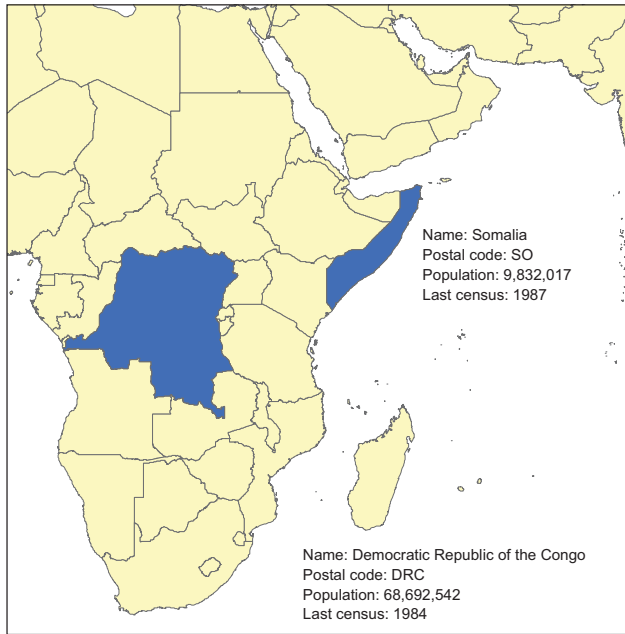 Name: Somalia
Postal code: SO
Population: 9,832,017
Last census: 1987
Name: Democratic Republic of the Congo
Postal code: DRC
Population: 68,692,542
Last census: 1984